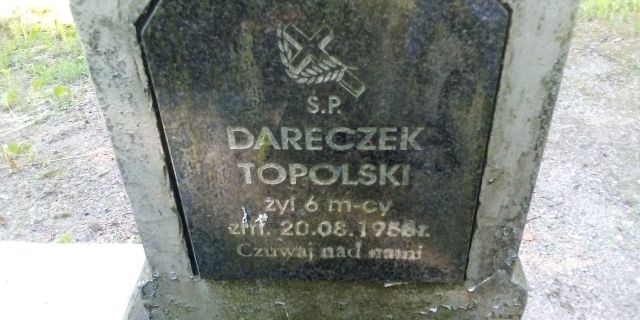 S.P.
DARECZEK
TOPOLSKI
żył 6 m-cy
zm. 20.08.1958r.
Czuwaj nad nami